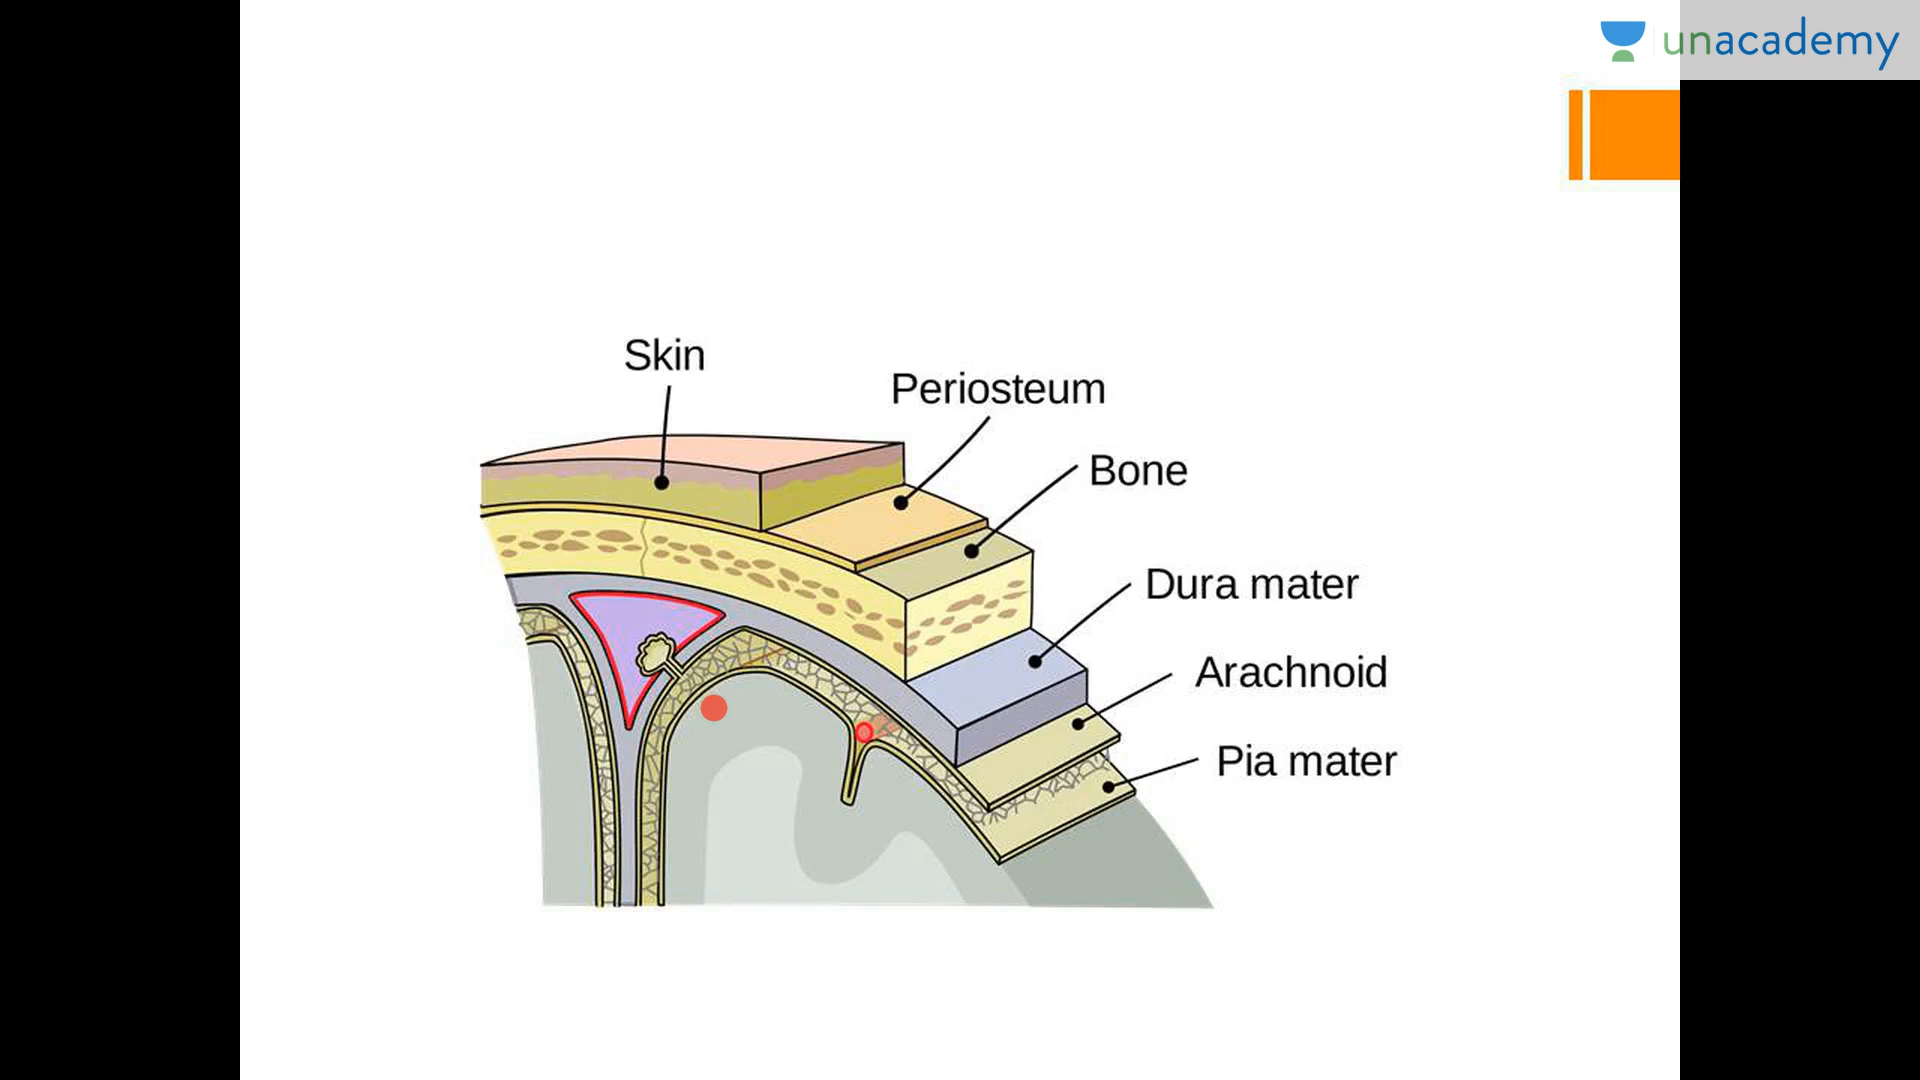 unacademy
Skin
Periosteum
Bone
Dura mater
Arachnoid
Pia mater